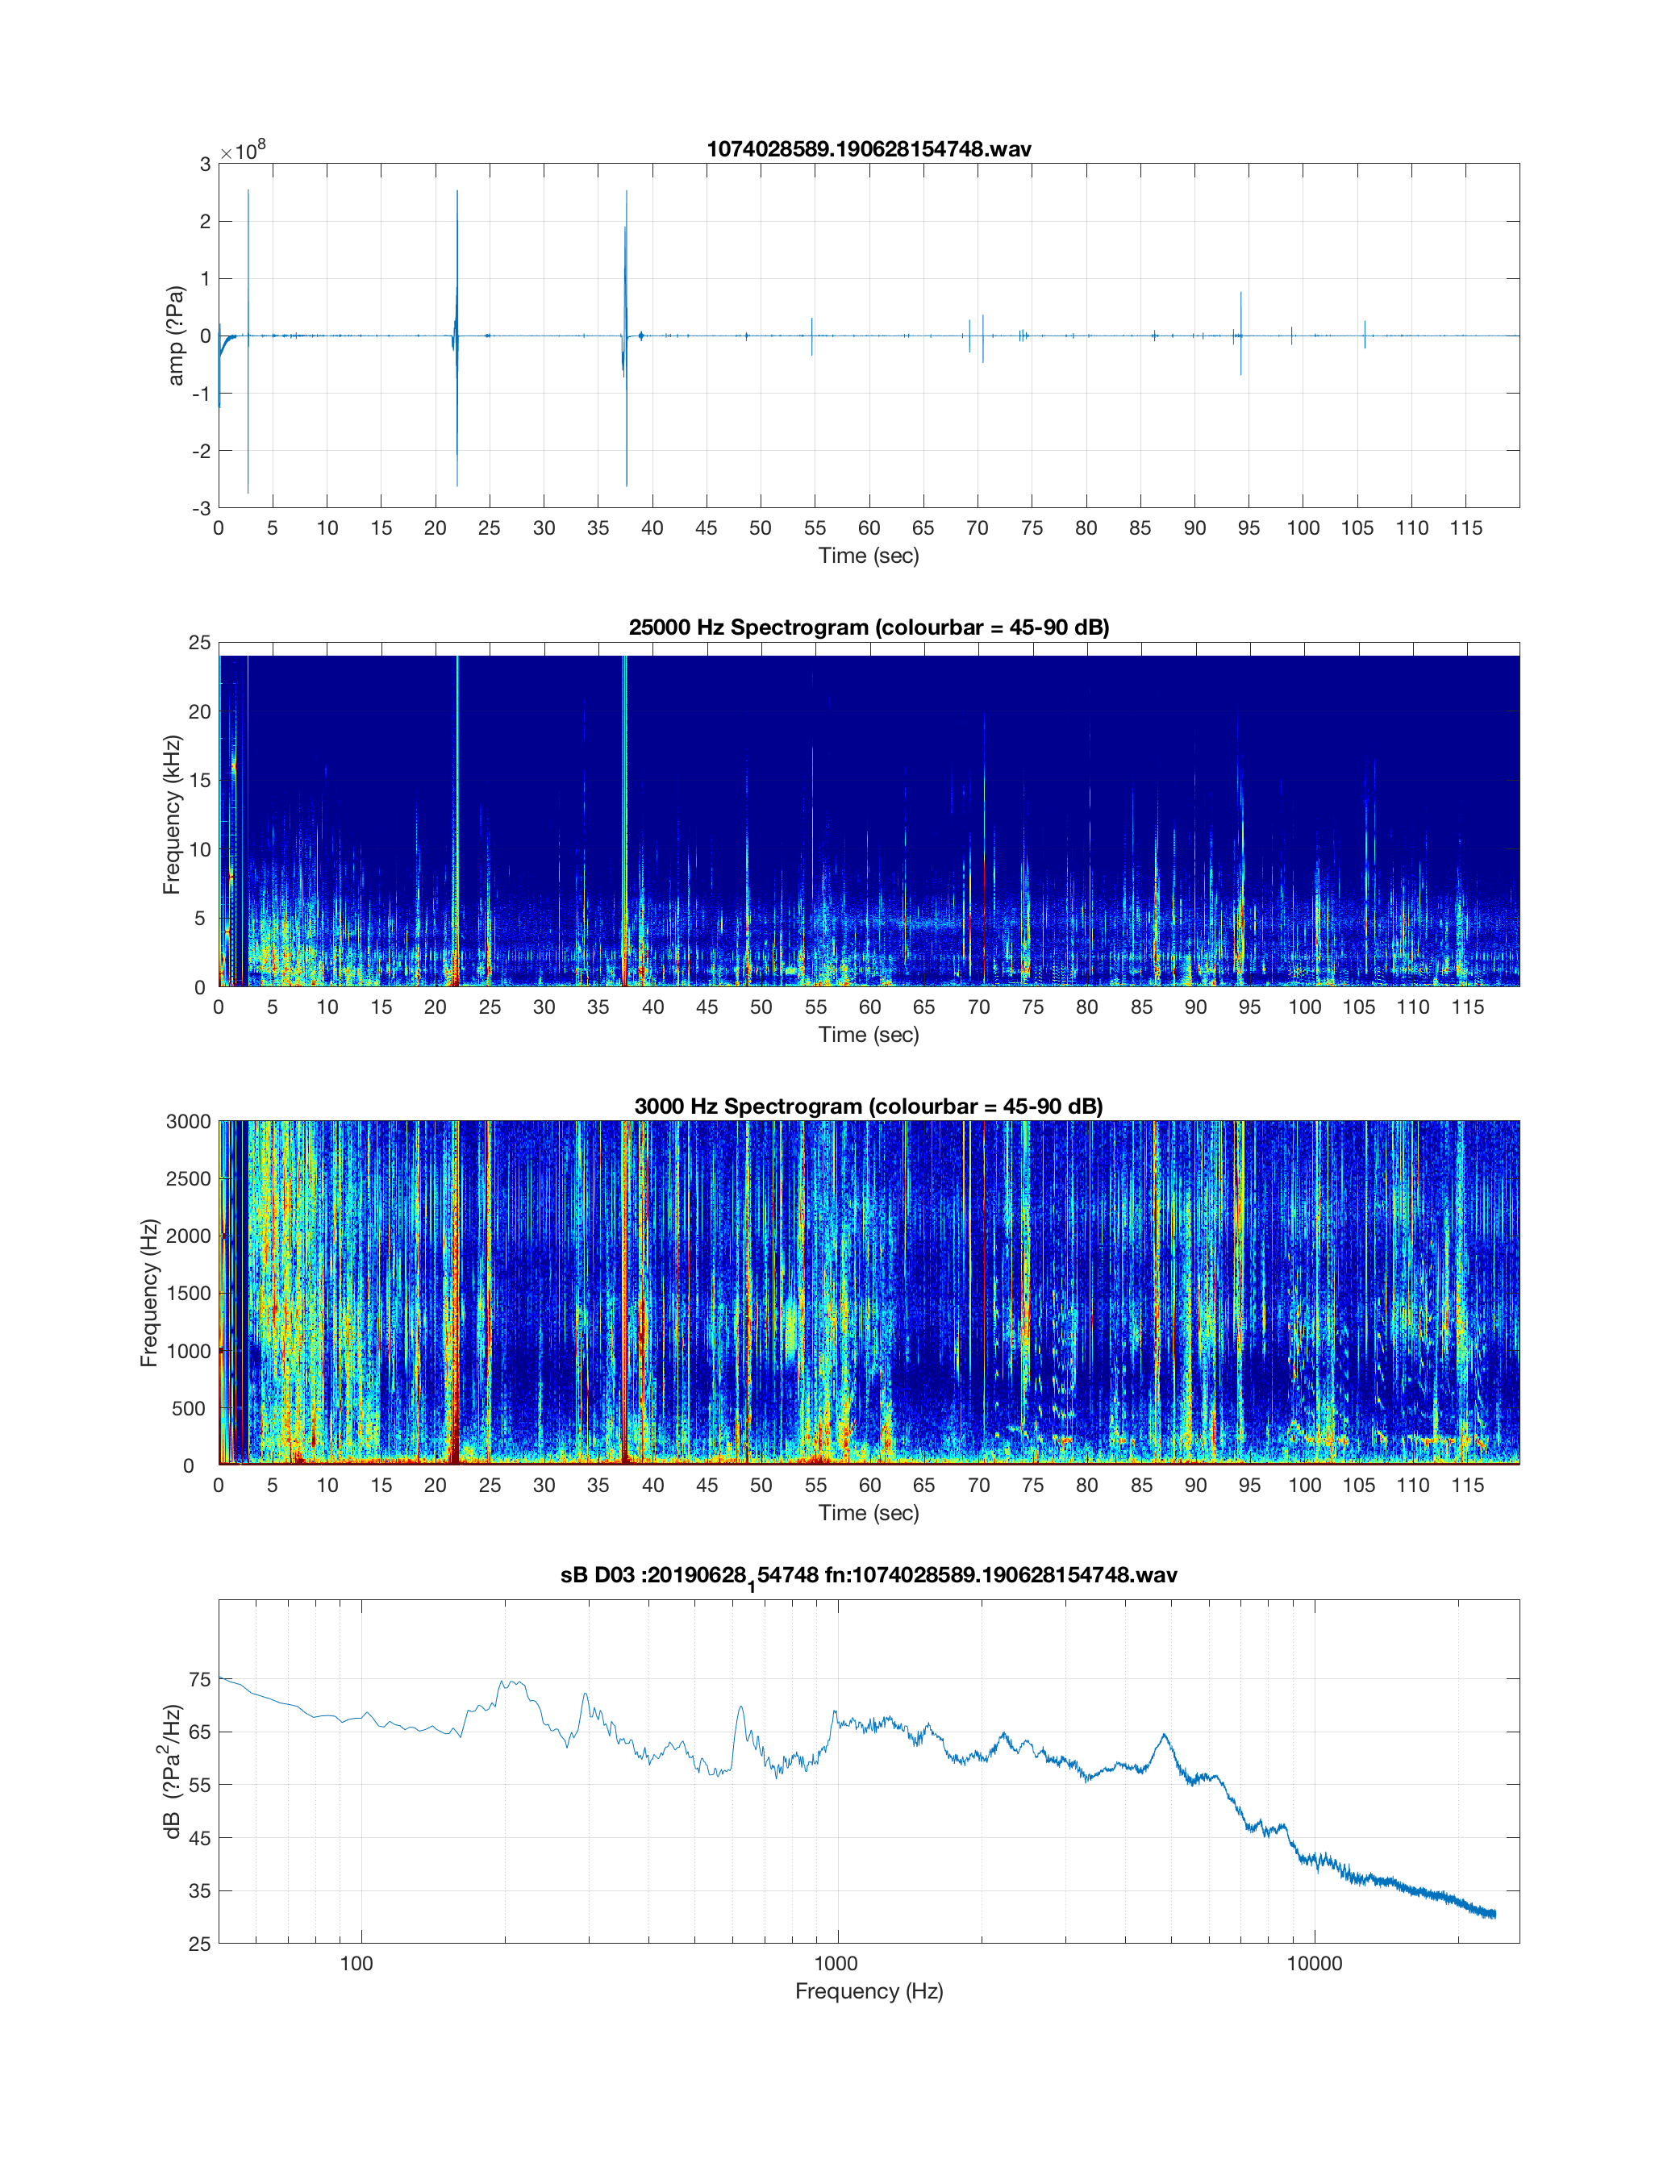 1074028589.190628154748.wav
×10^8
3
2
1
0
-1
-2
-3
amp (?Pa)
0 5 10 15 20 25 30 35 40 45 50 55 60 65 70 75 80 85 90 95 100 105 110 115
Time (sec)
25000 Hz Spectrogram (colourbar = 45-90 dB)
25
20
15
10
5
0
Frequency (kHz)
0 5 10 15 20 25 30 35 40 45 50 55 60 65 70 75 80 85 90 95 100 105 110 115
Time (sec)
3000 Hz Spectrogram (colourbar = 45-90 dB)
3000
2500
2000
1500
1000
500
0
Frequency (Hz)
0 5 10 15 20 25 30 35 40 45 50 55 60 65 70 75 80 85 90 95 100 105 110 115
Time (sec)
sB D03 :20190628_154748 fn:1074028589.190628154748.wav
75
65
55
45
35
25
dB (?Pa²/Hz)
100 1000 10000
Frequency (Hz)